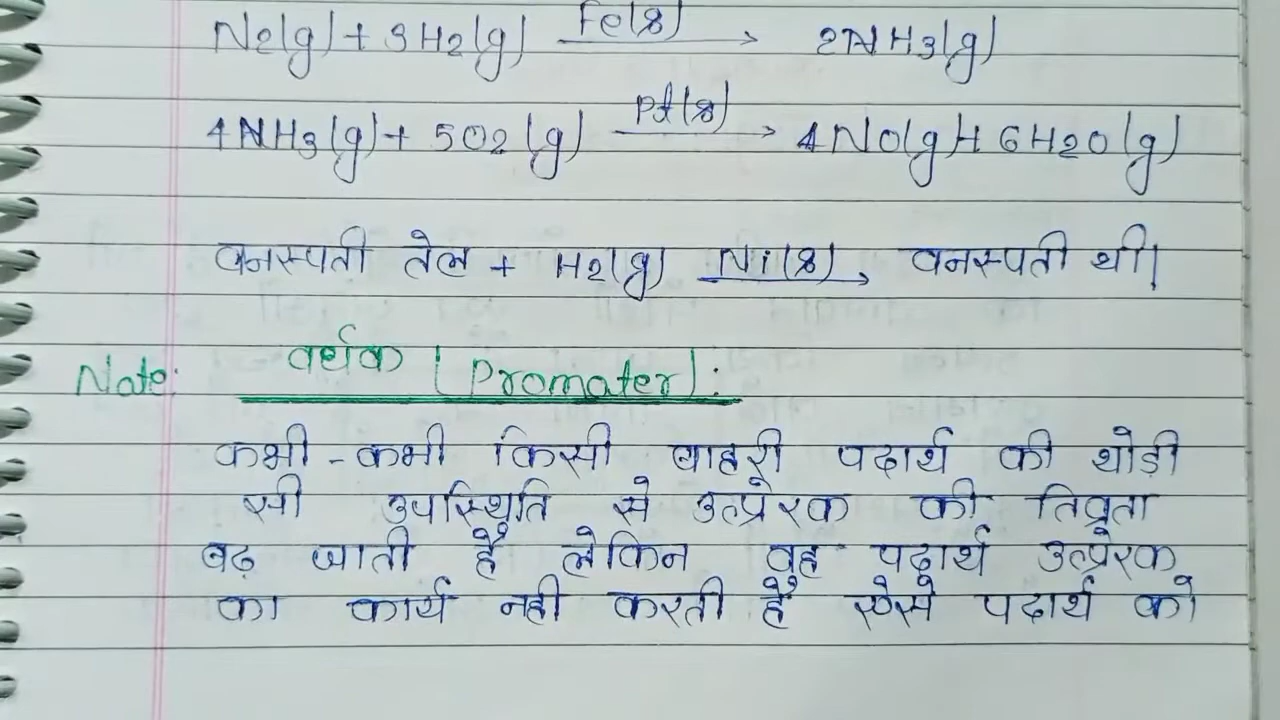 N2(g) + 3H2(g) Fe(s) → 2NH3(g)
4NH3(g) + 5O2(g) Pt(s) → 4NO(g) + 6H2O(g)
वनस्पती तेल + H2(g) Ni(s) → वनस्पती घी।
Note: वर्धक (Promater):
कभी - कभी किसी बाहरी पदार्थ की थोड़ी
सी उपस्थिति से उत्प्रेरक की तिव्रता
बढ़ जाती है लेकिन वह पदार्थ उत्प्रेरक
का कार्य नही करती है ऐसे पदार्थ को